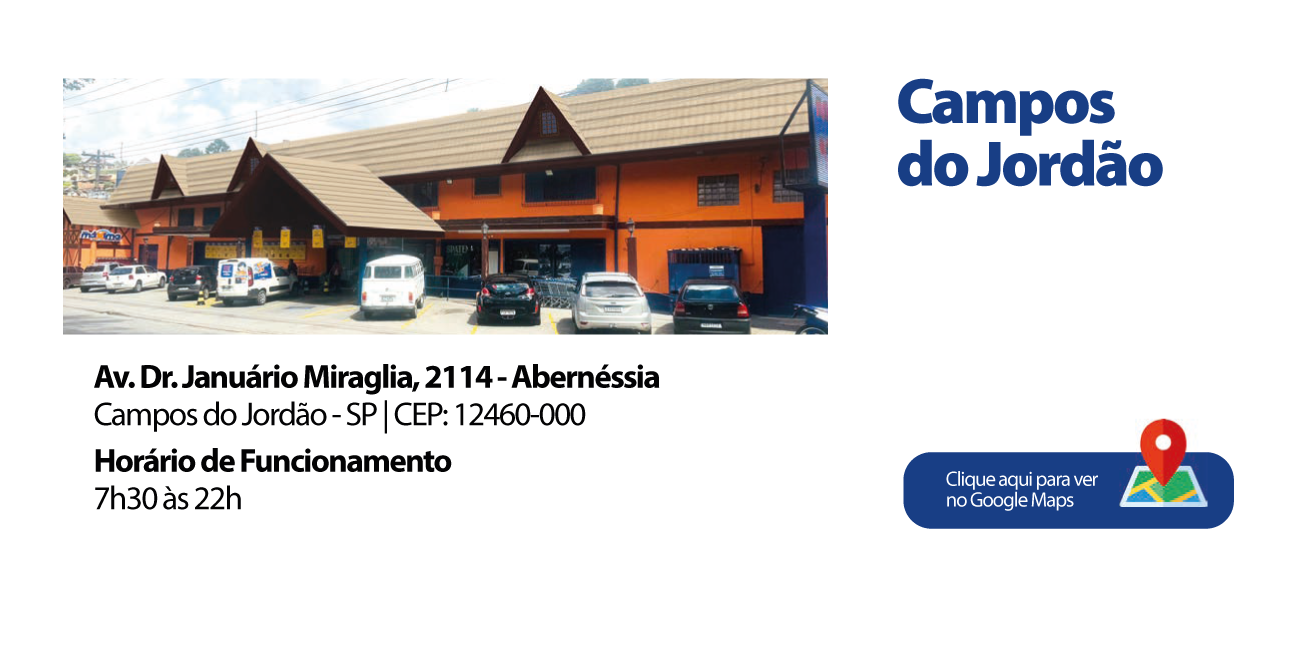 Campos
do Jordão
Av. Dr. Januário Miraglia, 2114 - Abernéssia
Campos do Jordão - SP | CEP: 12460-000
Horário de Funcionamento
7h30 às 22h
Clique aqui para ver
no Google Maps